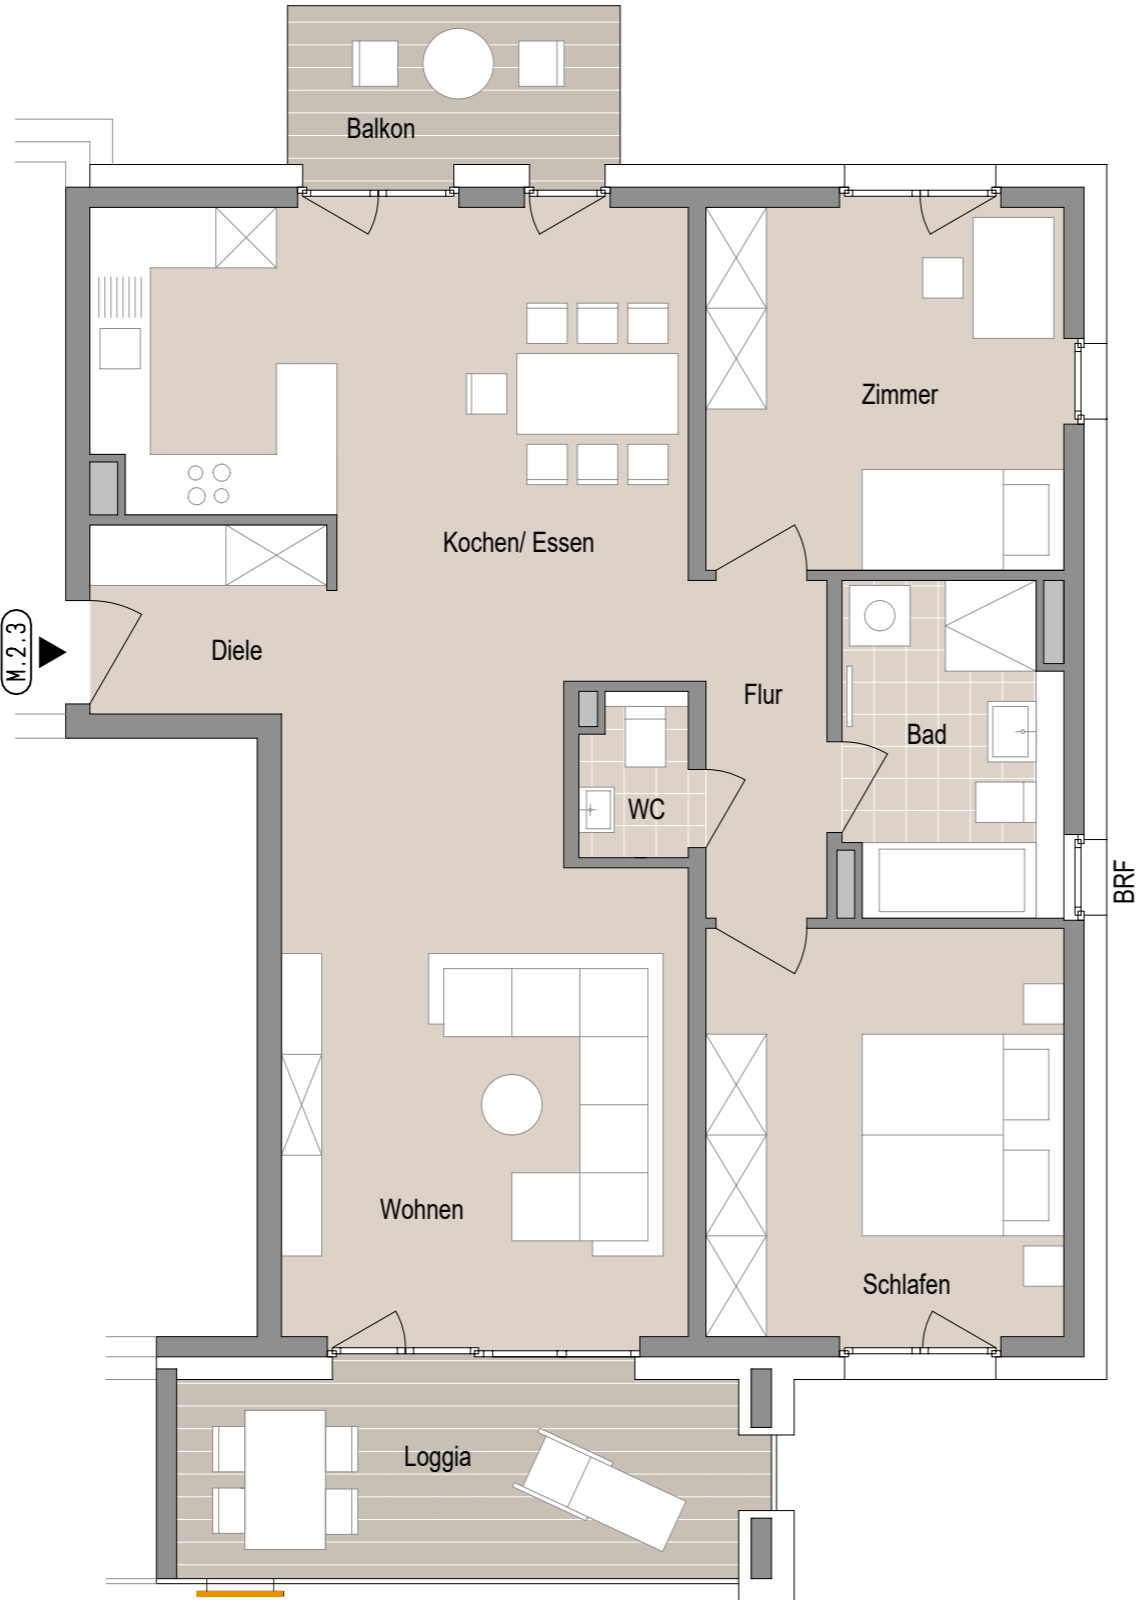 Balkon
Zimmer
Kochen/ Essen
M.2.3
Diele
Flur
Bad
WC
BRF
Wohnen
Schlafen
Loggia